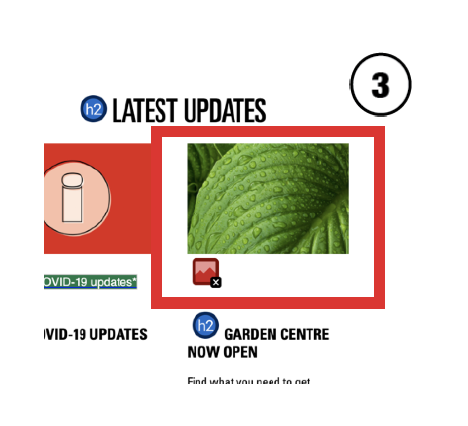 3
h2 LATEST UPDATES
OVID-19 updates"
VID-19 UPDATES
h2 GARDEN CENTRE
NOW OPEN
Find what you need to get